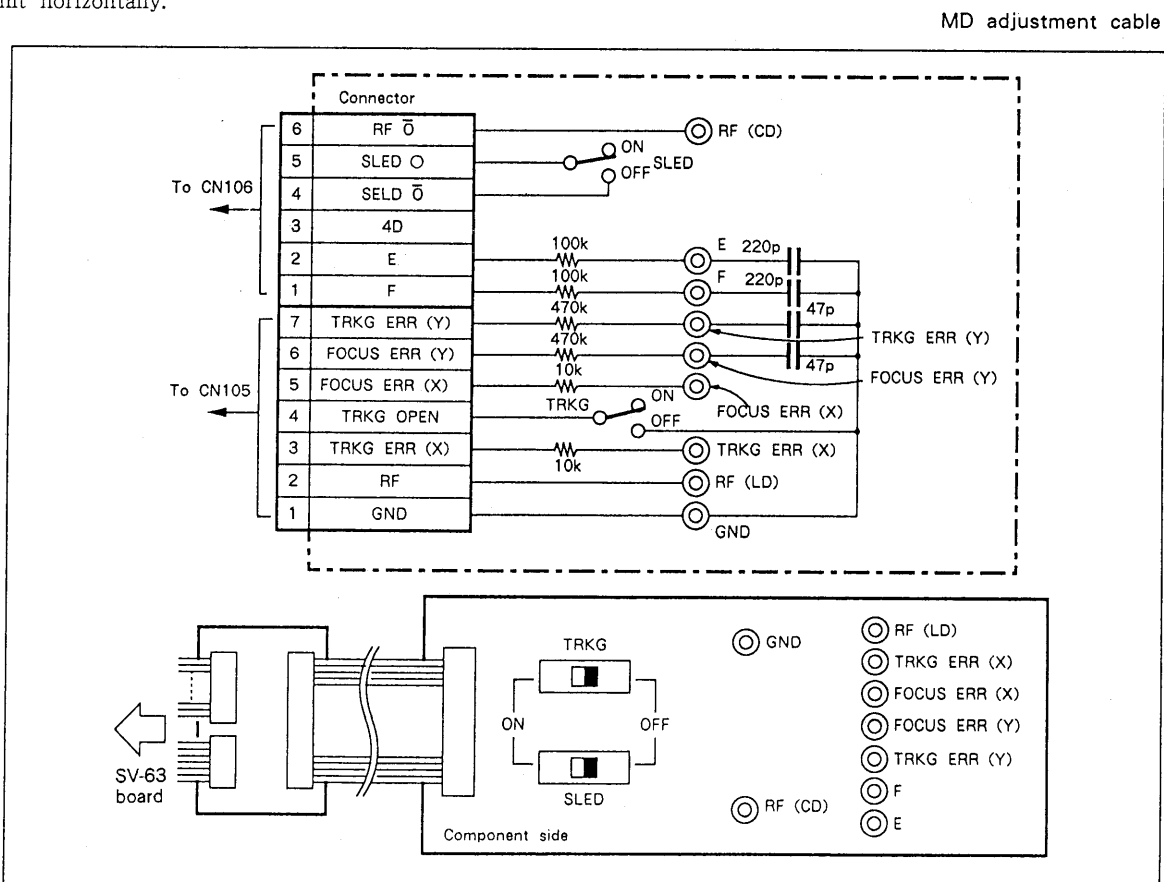 nt horizontally.
MD adjustment cable
Connector
6 RF O̅ RF (CD)
5 SLED O ON SLED
OFF
4 SELD O̅
To CN106
3 4D
2 E 100k E 220p
1 F 100k F 220p
7 TRKG ERR (Y) 470k 47p
TRKG ERR (Y)
6 FOCUS ERR (Y) 470k 47p
FOCUS ERR (Y)
To CN105
5 FOCUS ERR (X) 10k
FOCUS ERR (X)
4 TRKG OPEN TRKG ON
OFF
3 TRKG ERR (X) 10k TRKG ERR (X)
2 RF RF (LD)
1 GND GND
SV-63
board
TRKG
ON OFF
SLED
Component side
GND
RF (CD)
RF (LD)
TRKG ERR (X)
FOCUS ERR (X)
FOCUS ERR (Y)
TRKG ERR (Y)
F
E